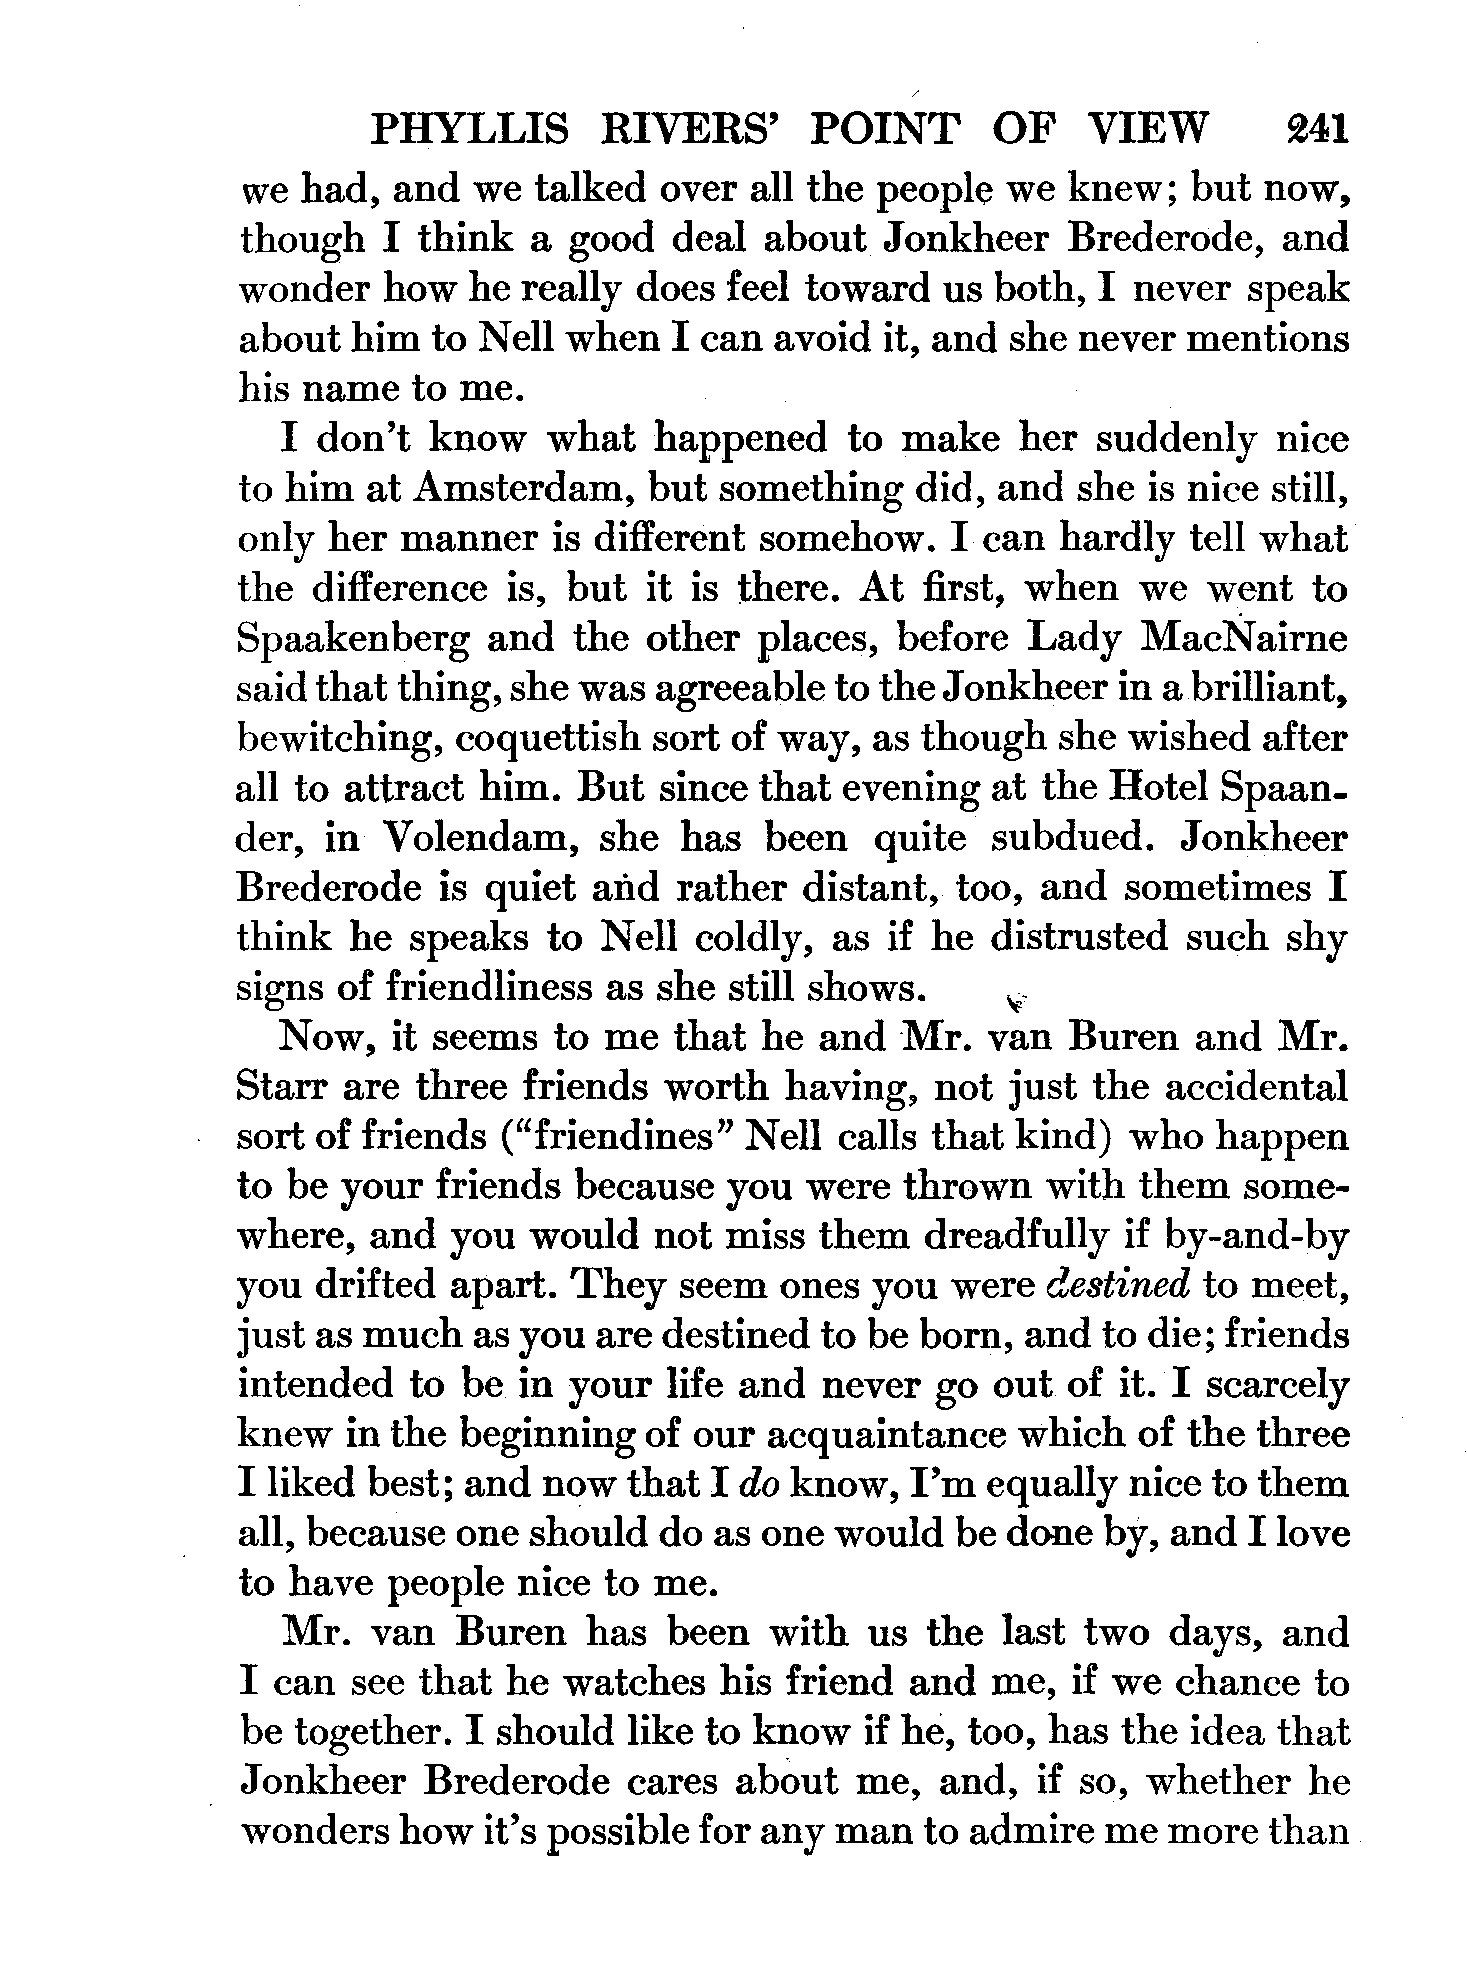 PHYLLIS RIVERS' POINT OF VIEW 241
we had, and we talked over all the people we knew; but now,
though I think a good deal about Jonkheer Brederode, and
wonder how he really does feel toward us both, I never speak
about him to Nell when I can avoid it, and she never mentions
his name to me.
I don't know what happened to make her suddenly nice
to him at Amsterdam, but something did, and she is nice still,
only her manner is different somehow. I can hardly tell what
the difference is, but it is there. At first, when we went to
Spaakenberg and the other places, before Lady MacNairne
said that thing, she was agreeable to the Jonkheer in a brilliant,
bewitching, coquettish sort of way, as though she wished after
all to attract him. But since that evening at the Hotel Spaan-
der, in Volendam, she has been quite subdued. Jonkheer
Brederode is quiet and rather distant, too, and sometimes I
think he speaks to Nell coldly, as if he distrusted such shy
signs of friendliness as she still shows.
Now, it seems to me that he and Mr. van Buren and Mr.
Starr are three friends worth having, not just the accidental
sort of friends ("friendines" Nell calls that kind) who happen
to be your friends because you were thrown with them some-
where, and you would not miss them dreadfully if by-and-by
you drifted apart. They seem ones you were destined to meet,
just as much as you are destined to be born, and to die; friends
intended to be in your life and never go out of it. I scarcely
knew in the beginning of our acquaintance which of the three
I liked best; and now that I do know, I'm equally nice to them
all, because one should do as one would be done by, and I love
to have people nice to me.
Mr. van Buren has been with us the last two days, and
I can see that he watches his friend and me, if we chance to
be together. I should like to know if he, too, has the idea that
Jonkheer Brederode cares about me, and, if so, whether he
wonders how it's possible for any man to admire me more than